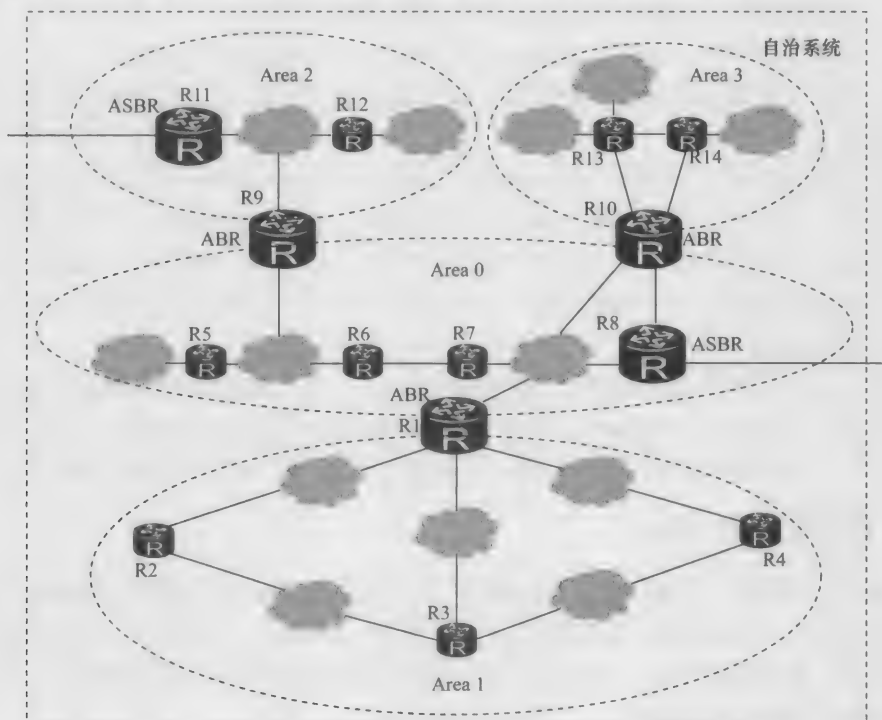 自治系统
Area 2
Area 3
ASBR
R11
R12
R
R
R13
R14
R
R
R9
R10
ABR
R
ABR
R
Area 0
R5
R6
R7
R8
ASBR
R
R
R
R
ABR
R1
R
R2
R
R4
R
R3
R
Area 1